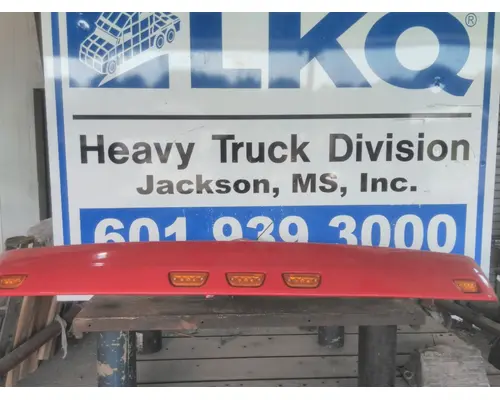 LKQ®
Heavy Truck Division
Jackson, MS, Inc.
601 939 3000